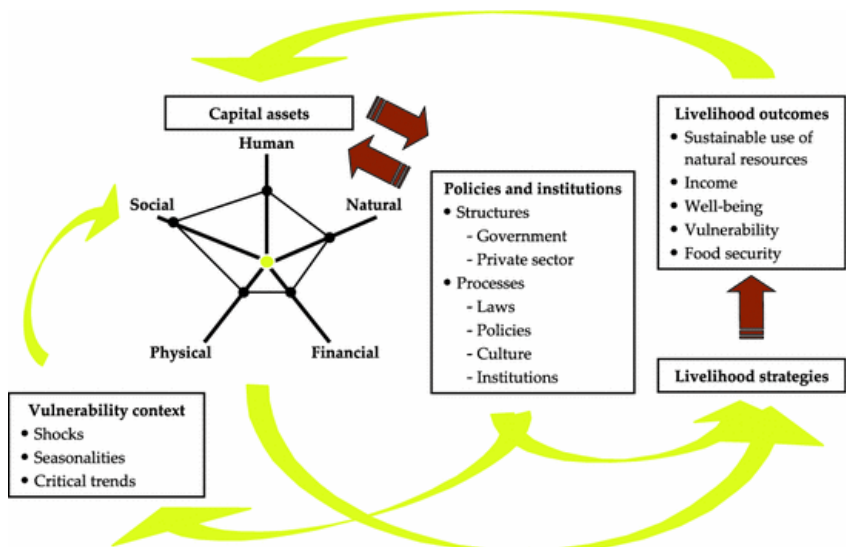 Capital assets
Human
Social
Natural
Physical
Financial
Vulnerability context
• Shocks
• Seasonalities
• Critical trends
Policies and institutions
• Structures
- Government
- Private sector
• Processes
- Laws
- Policies
- Culture
- Institutions
Livelihood outcomes
• Sustainable use of
natural resources
• Income
• Well-being
• Vulnerability
• Food security
Livelihood strategies